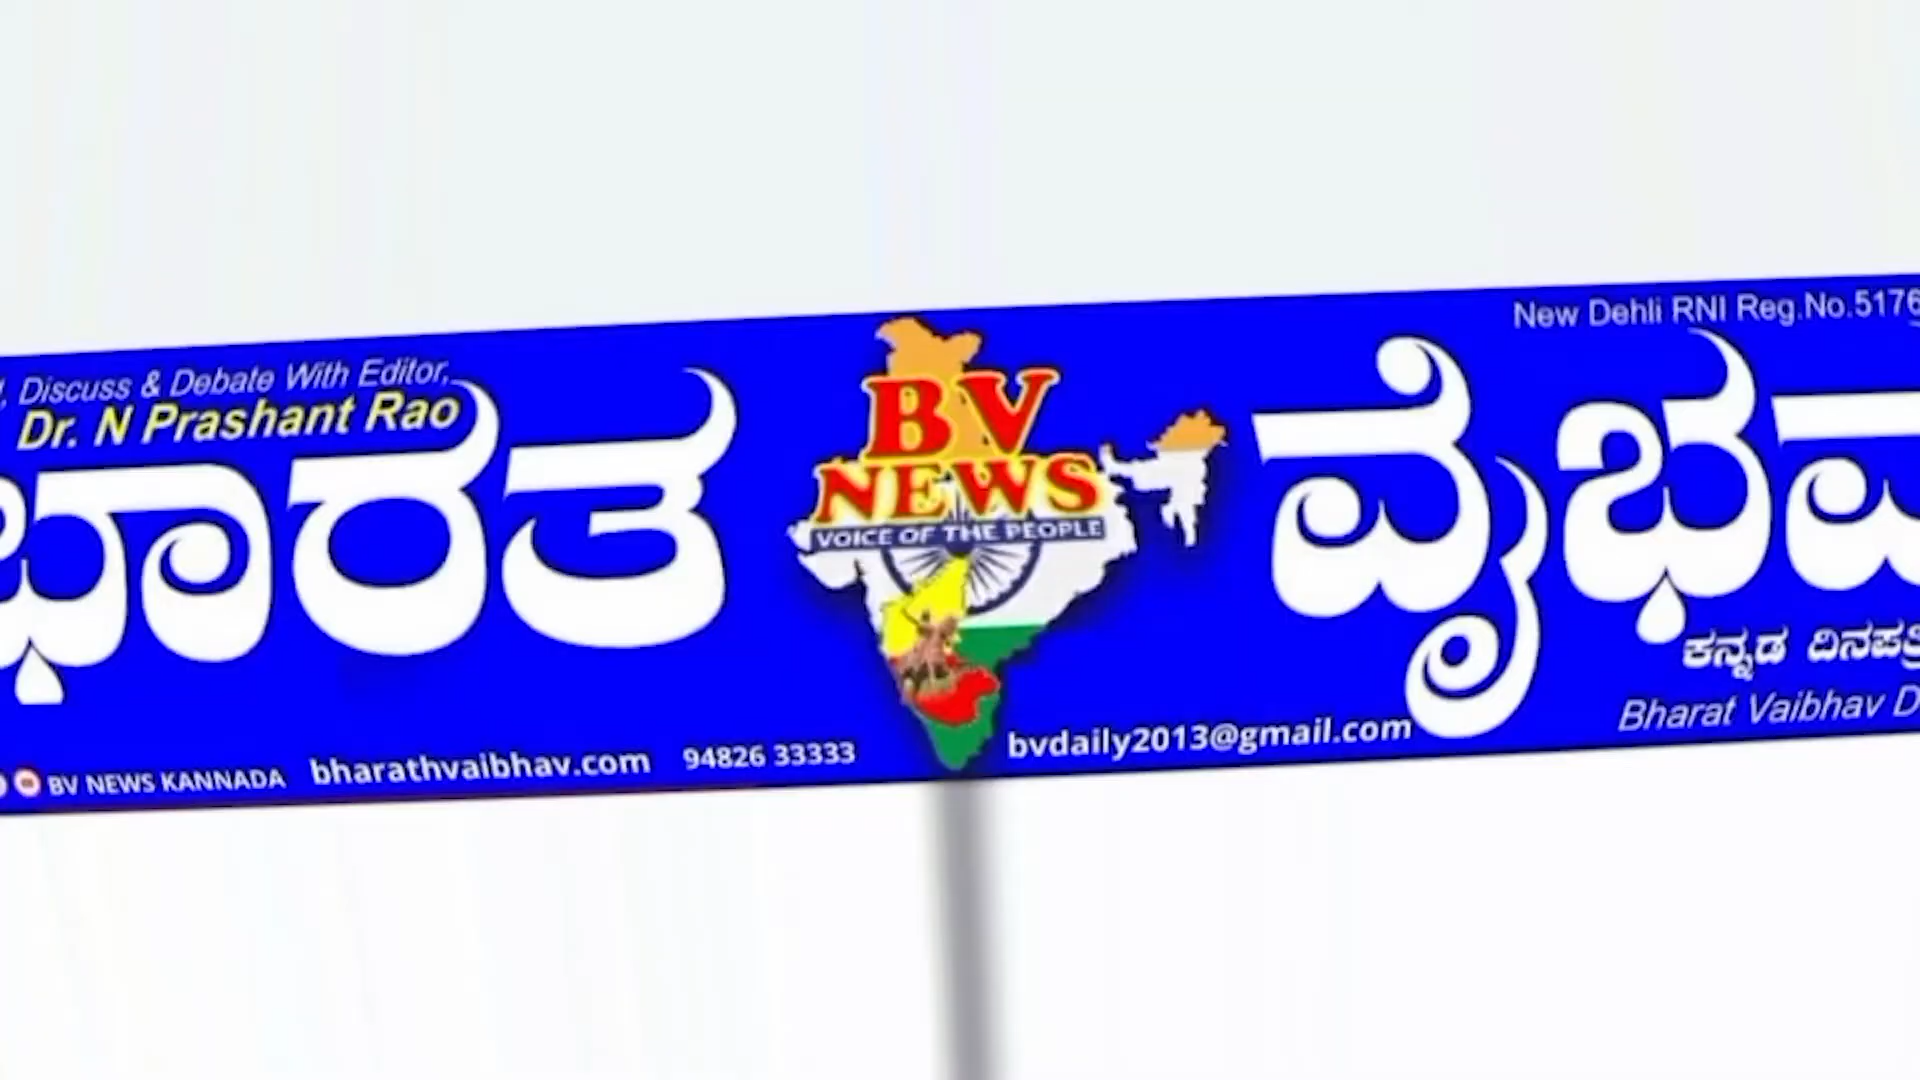 Discuss & Debate With Editor,
Dr. N Prashant Rao
ಭಾರತ
BV
NEWS
VOICE OF THE PEOPLE
New Dehli RNI Reg.No.5176
ವೈಭವ
ಕನ್ನಡ ದಿನಪತ್ರಿ
Bharat Vaibhav D
BV NEWS KANNADA bharathvaibhav.com 94826 33333 bvdaily2013@gmail.com